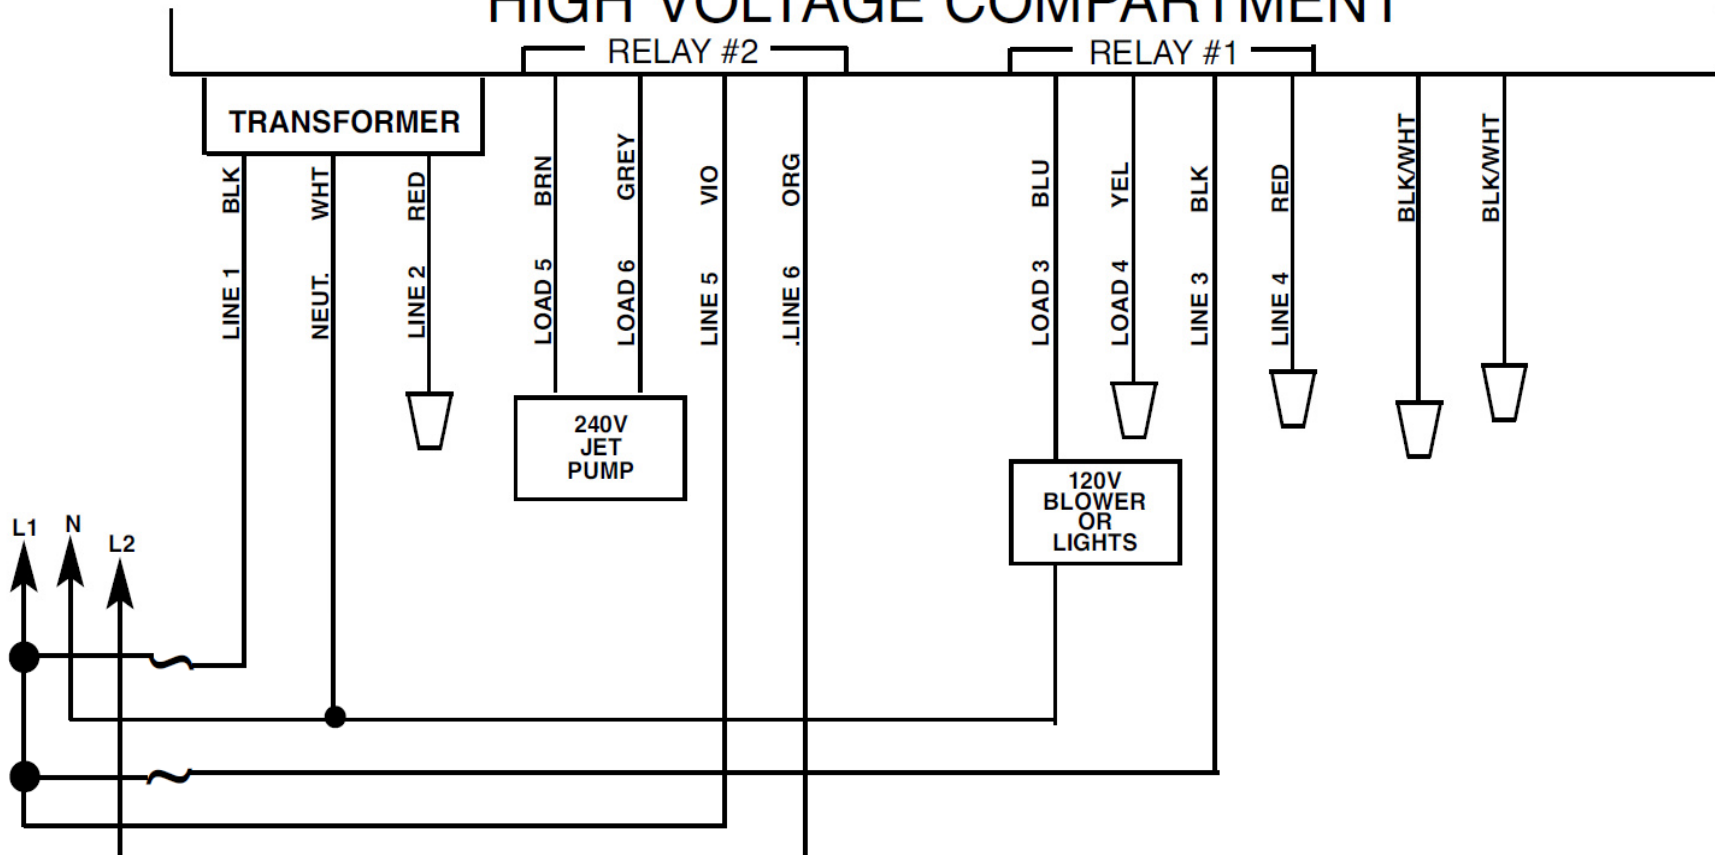 HIGH VOLTAGE COMPARTMENT
RELAY #2
RELAY #1
TRANSFORMER
LINE 1 BLK
NEUT. WHT
LINE 2 RED
LOAD 5 BRN
LOAD 6 GREY
LINE 5 VIO
.LINE 6 ORG
LOAD 3 BLU
LOAD 4 YEL
LINE 3 BLK
LINE 4 RED
BLK/WHT
BLK/WHT
240V
JET
PUMP
120V
BLOWER
OR
LIGHTS
L1
N
L2